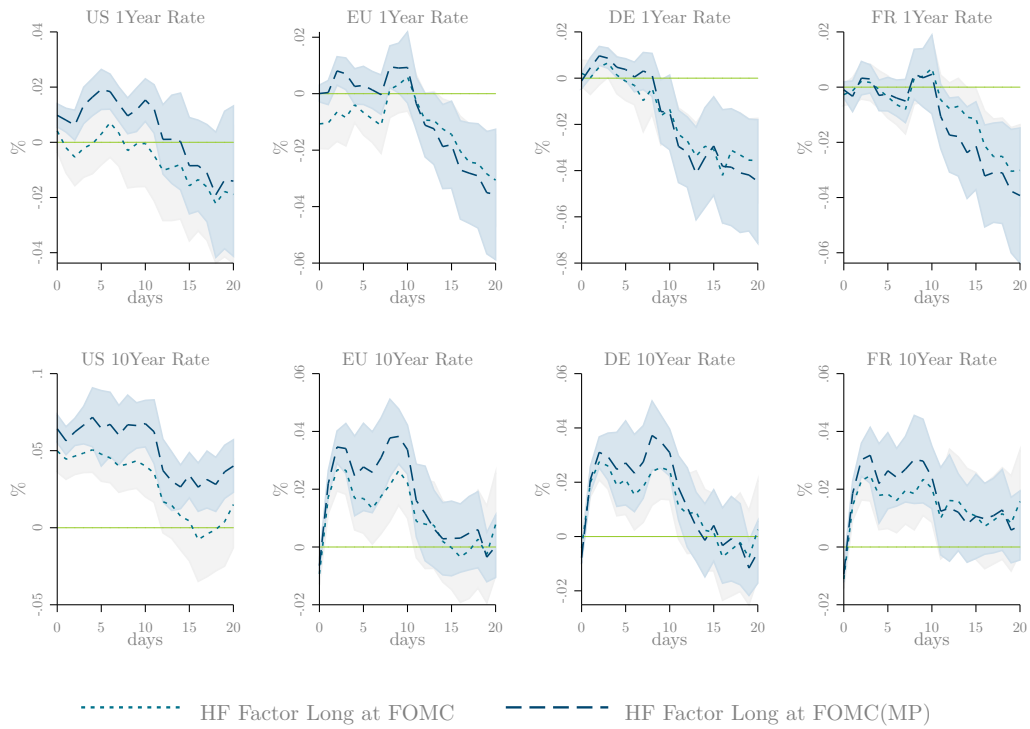 US 1Year Rate
EU 1Year Rate
DE 1Year Rate
FR 1Year Rate
%
.04
.02
0
-.02
-.04
0 5 10 15 20
days
%
.02
0
-.02
-.04
-.06
0 5 10 15 20
days
%
.02
0
-.02
-.04
-.06
-.08
0 5 10 15 20
days
%
.02
0
-.02
-.04
-.06
0 5 10 15 20
days
US 10Year Rate
EU 10Year Rate
DE 10Year Rate
FR 10Year Rate
%
.1
.05
0
-.05
0 5 10 15 20
days
%
.06
.04
.02
0
-.02
0 5 10 15 20
days
%
.06
.04
.02
0
-.02
0 5 10 15 20
days
%
.06
.04
.02
0
-.02
0 5 10 15 20
days
HF Factor Long at FOMC
HF Factor Long at FOMC(MP)